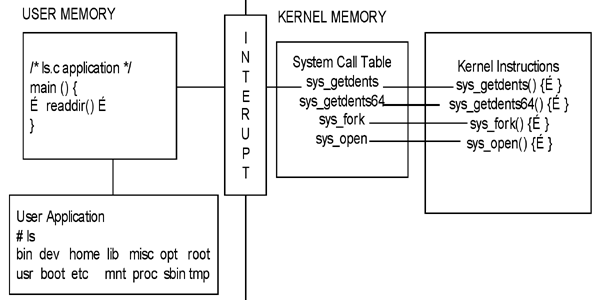 USER MEMORY
/* ls.c application */
main () {
É readdir() É
}
User Application
# ls
bin dev home lib misc opt root
usr boot etc mnt proc sbin tmp
INTERUPT
KERNEL MEMORY
System Call Table
sys_getdents
sys_getdents64
sys_fork
sys_open
Kernel Instructions
sys_getdents() {É }
sys_getdents64() {É }
sys_fork() {É }
sys_open() {É }